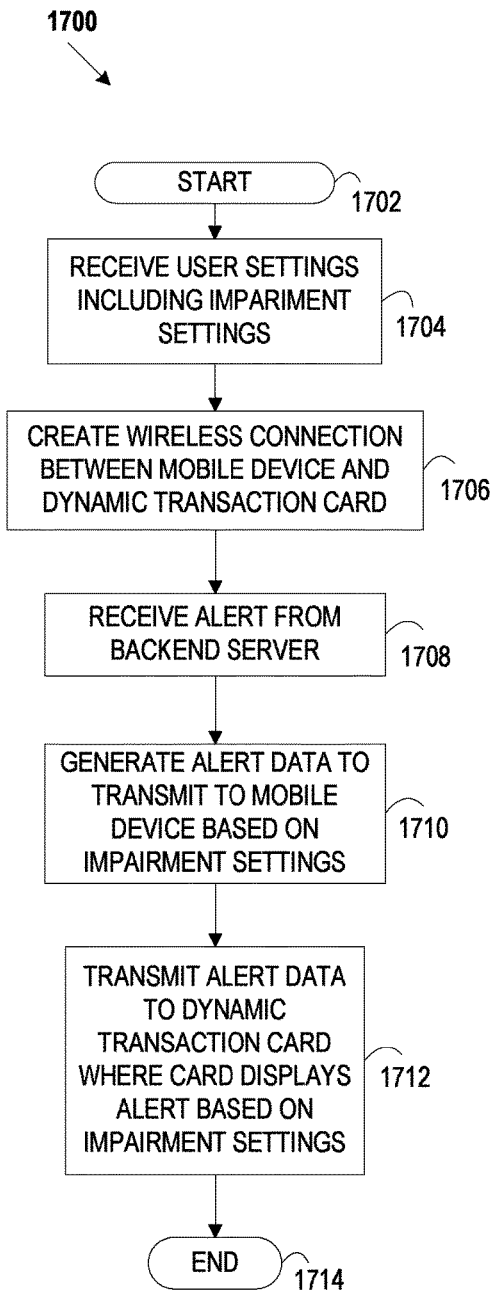 1700
START
1702
RECEIVE USER SETTINGS
INCLUDING IMPARIMENT
SETTINGS
1704
CREATE WIRELESS CONNECTION
BETWEEN MOBILE DEVICE AND
DYNAMIC TRANSACTION CARD
1706
RECEIVE ALERT FROM
BACKEND SERVER
1708
GENERATE ALERT DATA TO
TRANSMIT TO MOBILE
DEVICE BASED ON
IMPAIRMENT SETTINGS
1710
TRANSMIT ALERT DATA
TO DYNAMIC
TRANSACTION CARD
WHERE CARD DISPLAYS
ALERT BASED ON
IMPAIRMENT SETTINGS
1712
END
1714